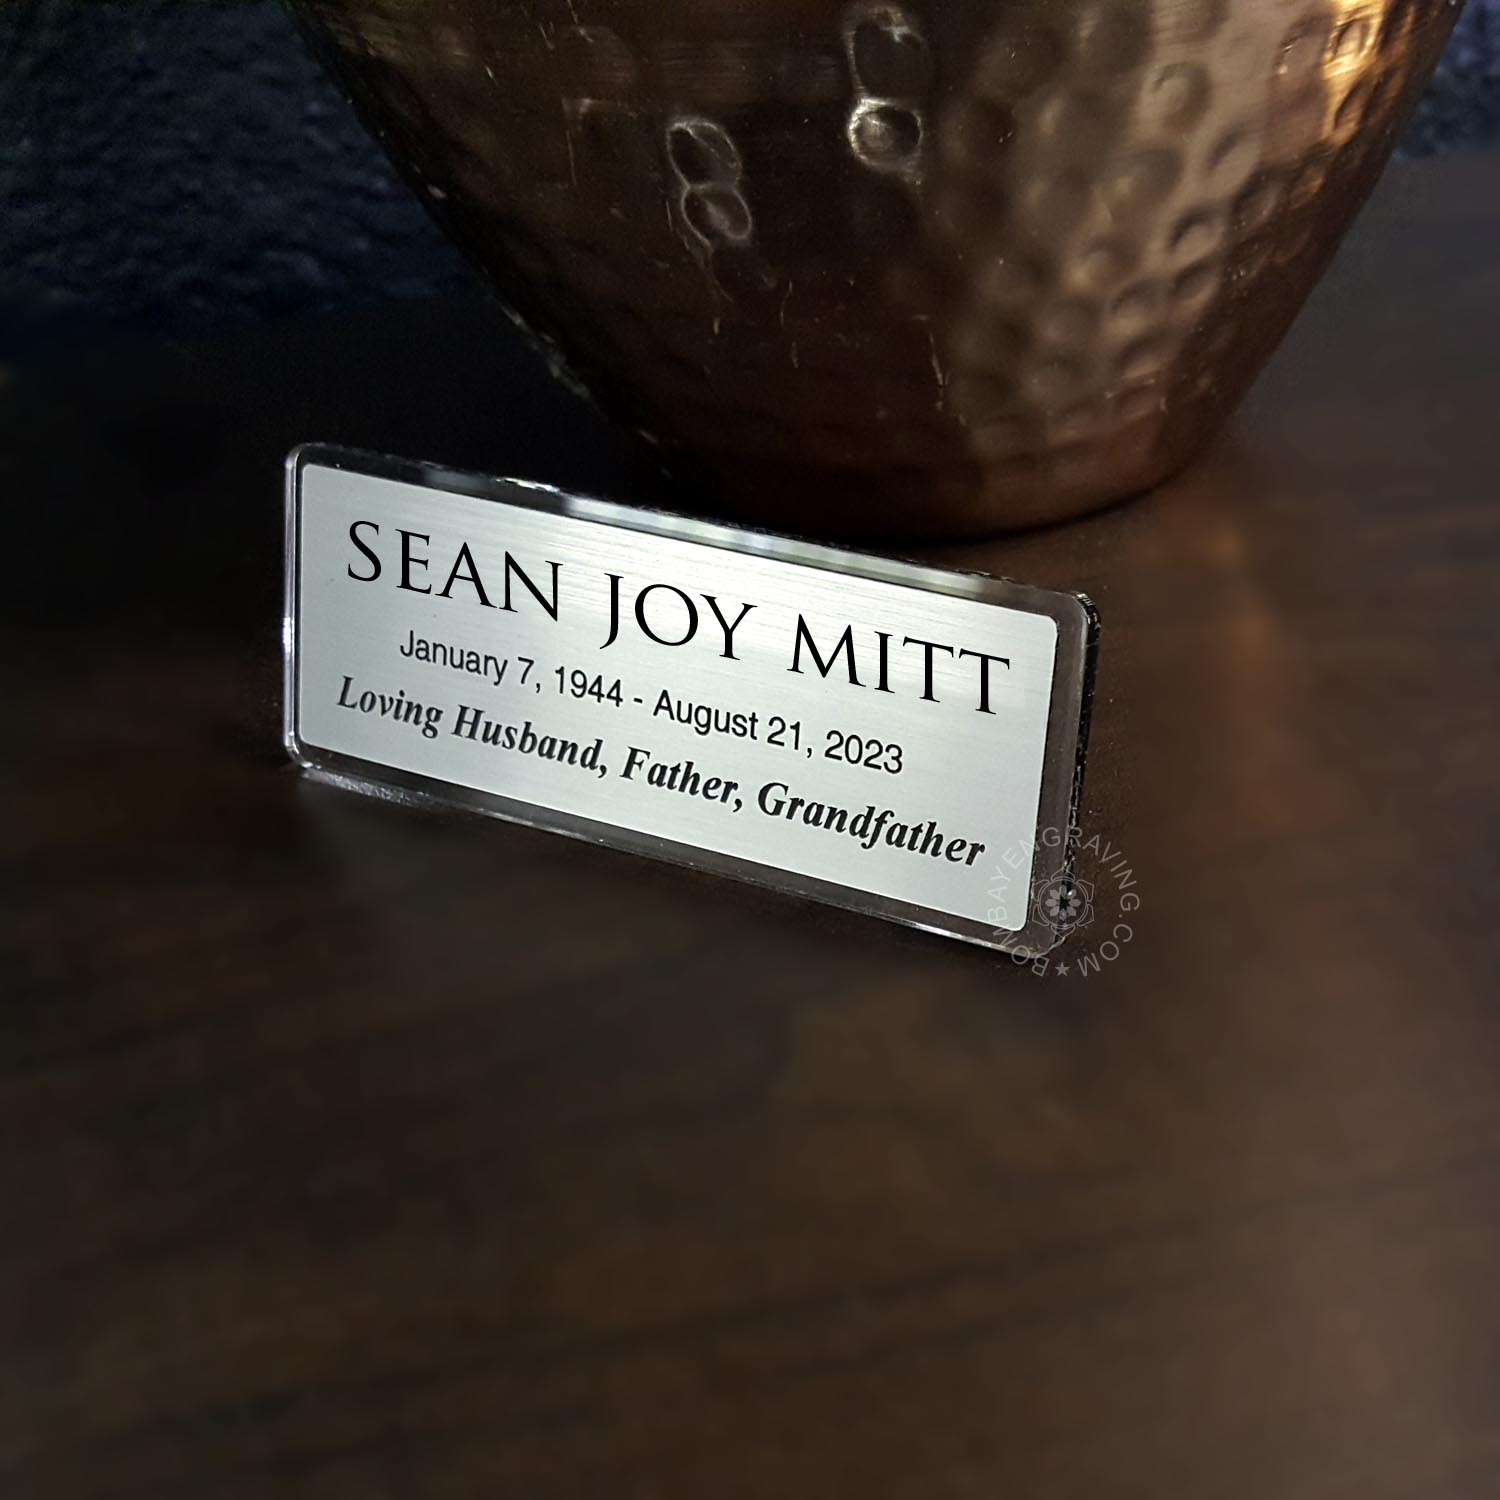 SEAN JOY MITT
January 7, 1944 - August 21, 2023
Loving Husband, Father, Grandfather
BOMBAYENGRAVING.COM ★